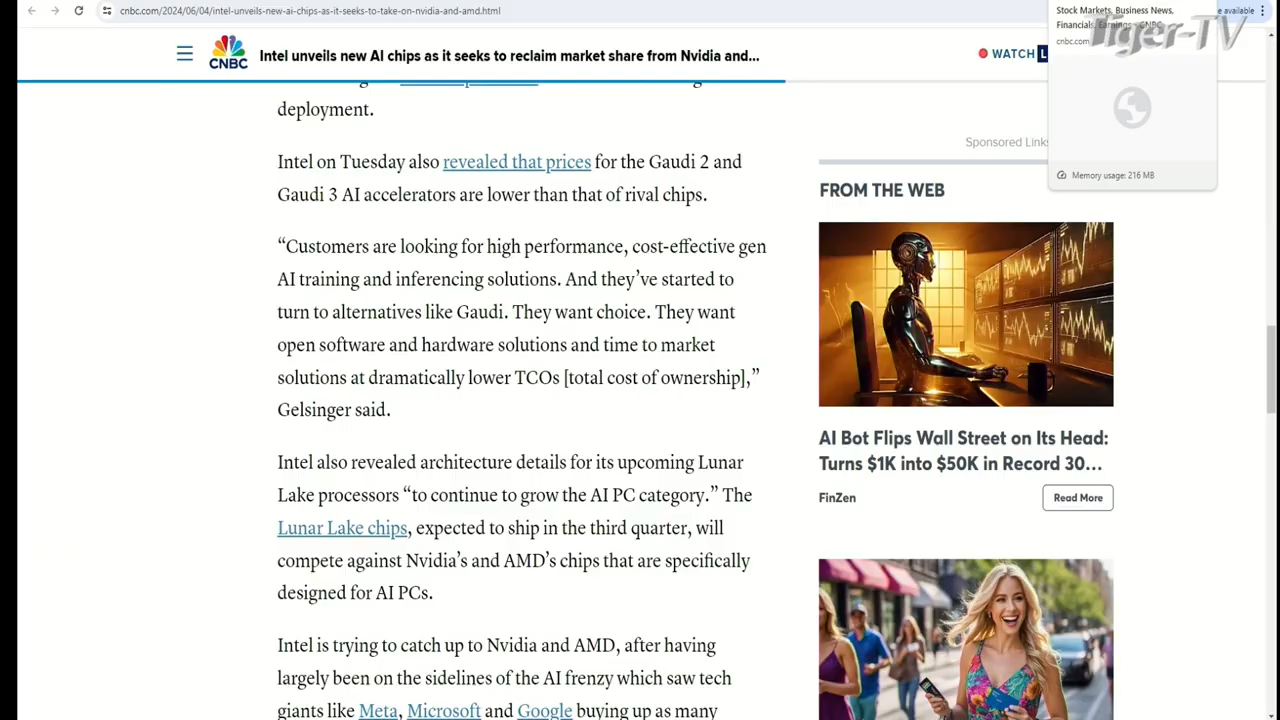 cnbc.com/2024/06/04/intel-unveils-new-ai-chips-as-it-seeks-to-take-on-nvidia-and-amd.html
Stock Markets, Business News,
Financials, Earnings - CNBC
cnbc.com
e available
Tiger-TV
CNBC
Intel unveils new AI chips as it seeks to reclaim market share from Nvidia and...
WATCH L
Memory usage: 216 MB
deployment.
Intel on Tuesday also revealed that prices for the Gaudi 2 and
Gaudi 3 AI accelerators are lower than that of rival chips.
“Customers are looking for high performance, cost-effective gen
AI training and inferencing solutions. And they’ve started to
turn to alternatives like Gaudi. They want choice. They want
open software and hardware solutions and time to market
solutions at dramatically lower TCOs [total cost of ownership],”
Gelsinger said.
Intel also revealed architecture details for its upcoming Lunar
Lake processors “to continue to grow the AI PC category.” The
Lunar Lake chips, expected to ship in the third quarter, will
compete against Nvidia’s and AMD’s chips that are specifically
designed for AI PCs.
Intel is trying to catch up to Nvidia and AMD, after having
largely been on the sidelines of the AI frenzy which saw tech
giants like Meta, Microsoft and Google buying up as many
Sponsored Links
FROM THE WEB
AI Bot Flips Wall Street on Its Head:
Turns $1K into $50K in Record 30...
FinZen
Read More